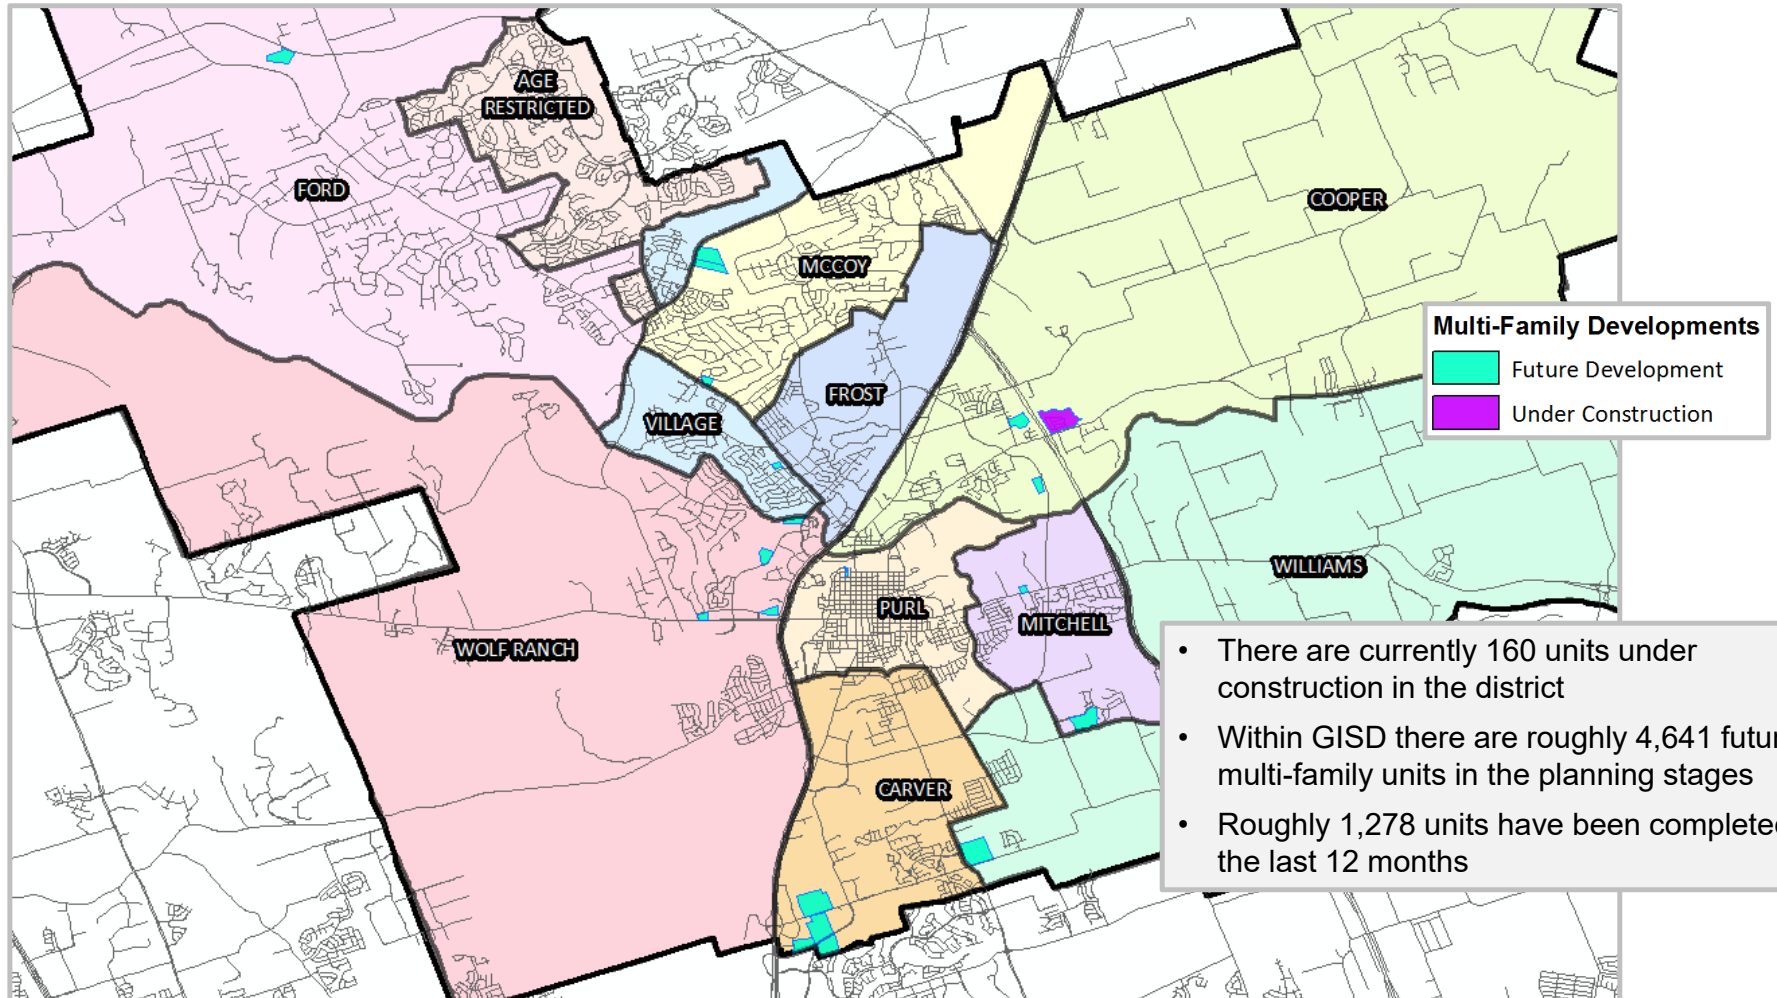 AGE
RESTRICTED
FORD
COOPER
MCCOY
Multi-Family Developments
Future Development
Under Construction
FROST
VILLAGE
WILLIAMS
PURL
MITCHELL
WOLF RANCH
• There are currently 160 units under
construction in the district
• Within GISD there are roughly 4,641 futur
multi-family units in the planning stages
• Roughly 1,278 units have been completed
the last 12 months
CARVER